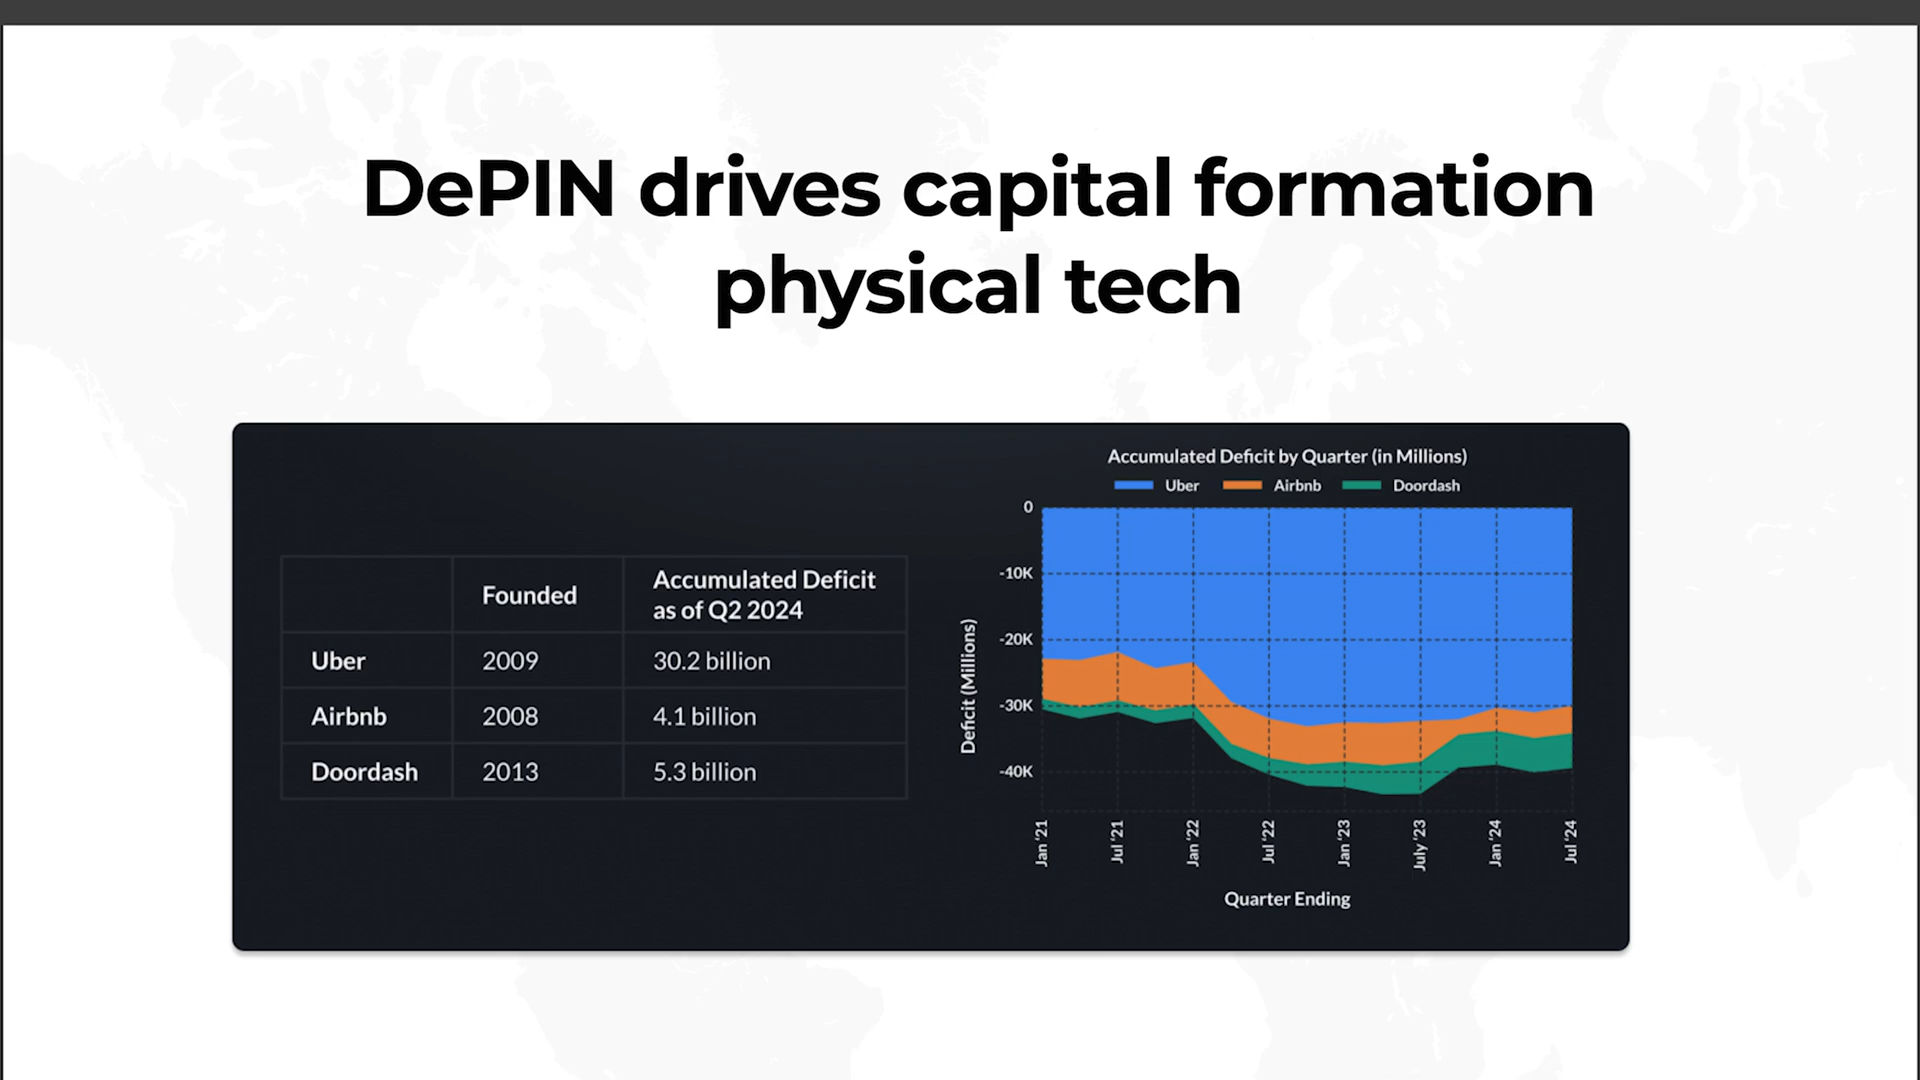 DePIN drives capital formation
physical tech
Founded
Accumulated Deficit
as of Q2 2024
Uber 2009 30.2 billion
Airbnb 2008 4.1 billion
Doordash 2013 5.3 billion
Accumulated Deficit by Quarter (in Millions)
Uber Airbnb Doordash
Deficit (Millions)
0
-10K
-20K
-30K
-40K
Jan '21 Jul '21 Jan '22 Jul '22 Jan '23 July '23 Jan '24 Jul '24
Quarter Ending